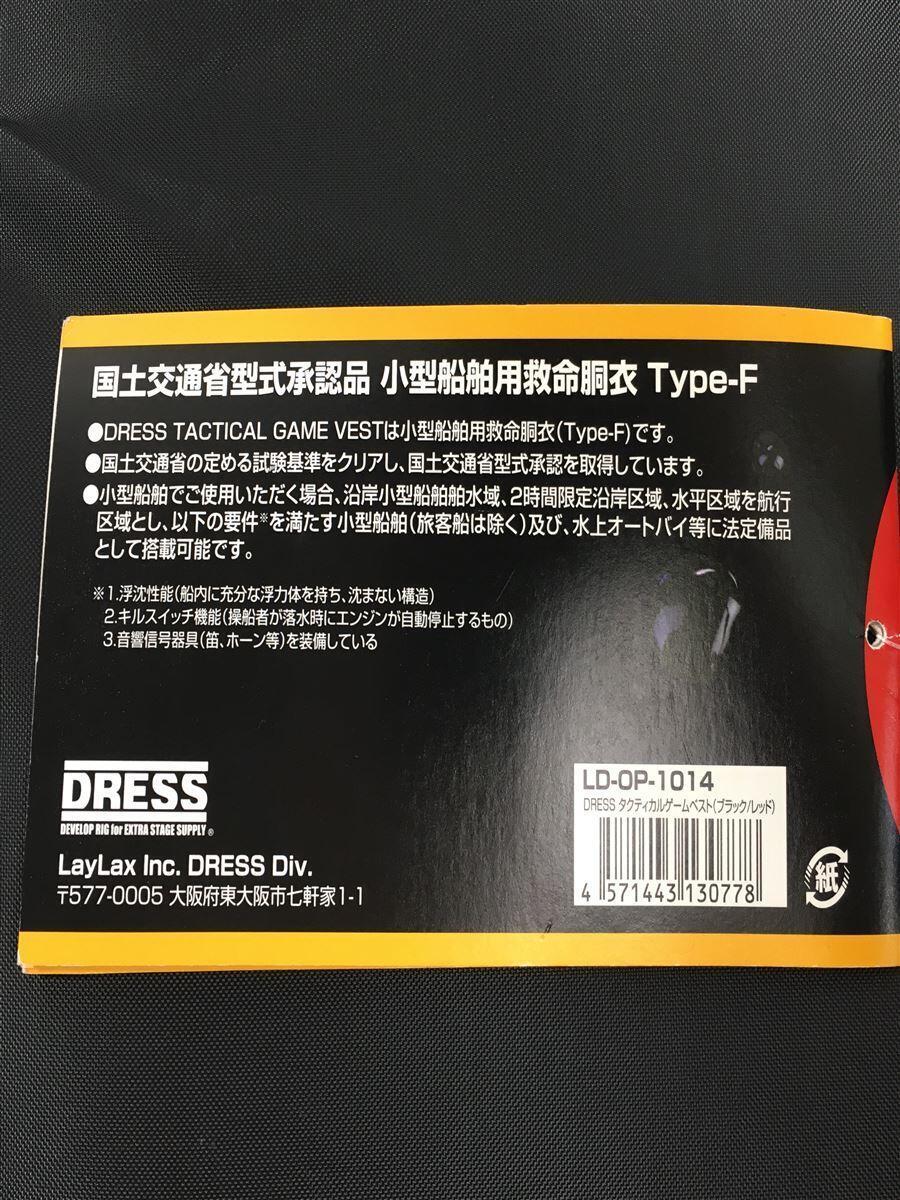 国土交通省型式承認品 小型船舶用救命胴衣 Type-F
●DRESS TACTICAL GAME VESTは小型船舶用救命胴衣(Type-F)です。
●国土交通省の定める試験基準をクリアし、国土交通省型式承認を取得しています。
●小型船舶でご使用いただく場合、沿岸小型船舶舶水域、2時間限定沿岸区域、水平区域を航行
区域とし、以下の要件※を満たす小型船舶(旅客船は除く)及び、水上オートバイ等に法定備品
として搭載可能です。
※1.浮沈性能(船内に充分な浮力体を持ち、沈まない構造)
2.キルスイッチ機能(操船者が落水時にエンジンが自動停止するもの)
3.音響信号器具(笛、ホーン等)を装備している
DRESS
DEVELOP RIG for EXTRA STAGE SUPPLY®
LayLax Inc. DRESS Div.
〒577-0005 大阪府東大阪市七軒家1-1
LD-OP-1014
DRESS タクティカルゲームベスト(ブラック/レッド)
4 571443 130778
紙